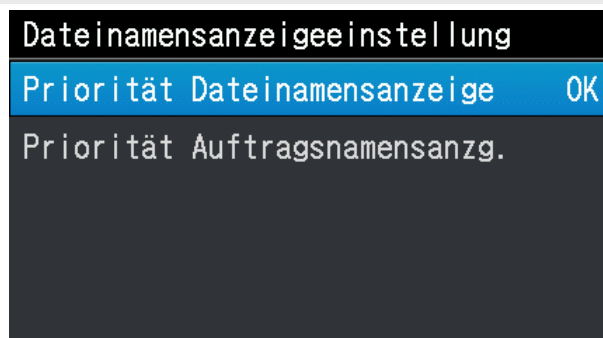 Dateinamensanzeigeeinstellung
Priorität Dateinamensanzeige OK
Priorität Auftragsnamensanzg.